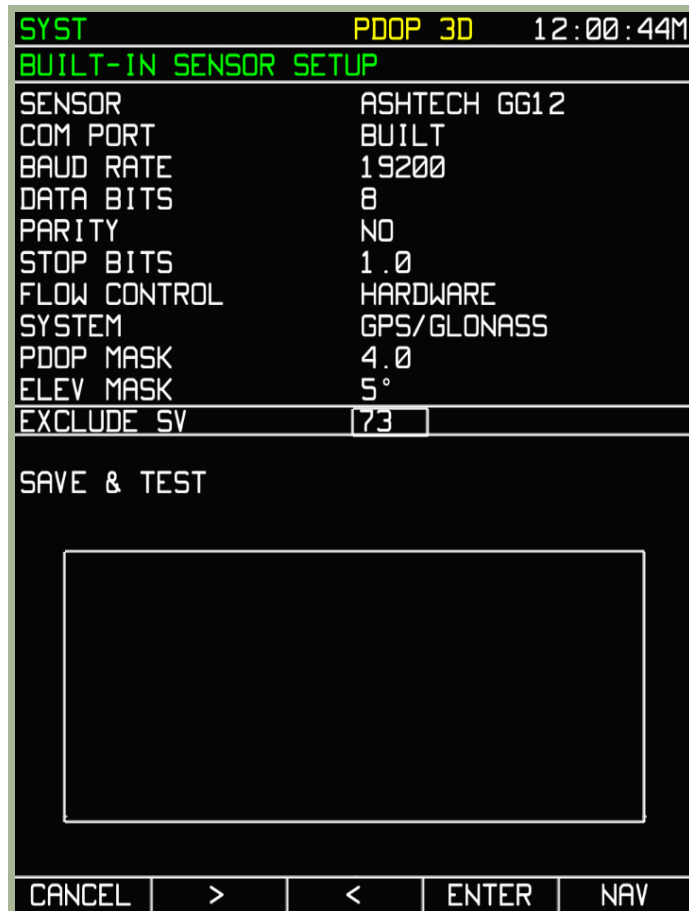 SYST PDOP 3D 12:00:44M
BUILT-IN SENSOR SETUP
SENSOR ASHTECH GG12
COM PORT BUILT
BAUD RATE 19200
DATA BITS 8
PARITY NO
STOP BITS 1.0
FLOW CONTROL HARDWARE
SYSTEM GPS/GLONASS
PDOP MASK 4.0
ELEV MASK 5°
EXCLUDE SV 73
SAVE & TEST
CANCEL > < ENTER NAV